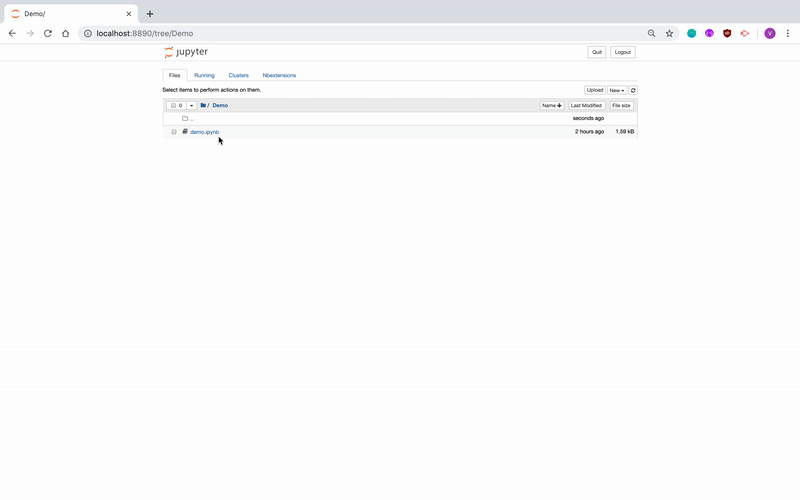 Demo/
localhost:8890/tree/Demo
V
jupyter
Quit
Logout
Files
Running
Clusters
Nbextensions
Select items to perform actions on them.
Upload
New
0
/ Demo
Name
Last Modified
File size
..
seconds ago
demo.ipynb
2 hours ago
1.59 kB